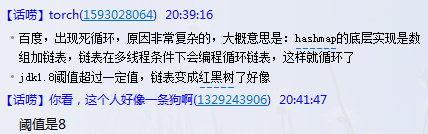 【话唠】torch(1593028064)  20:39:16
• 百度，出现死循环，原因非常复杂的，大概意思是：hashmap的底层实现是数
组加链表，链表在多线程条件下会编程循环链表，这样就循环了
• jdk1.8阈值超过一定值，链表变成红黑树了好像
【话唠】你看，这个人好像一条狗啊(1329243906)  20:41:47
阈值是8